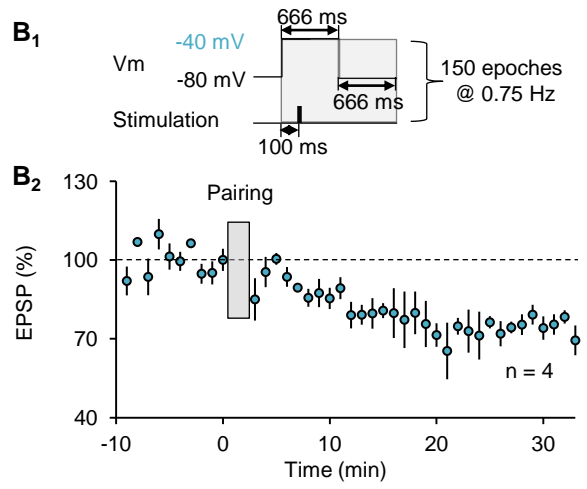 B1
666 ms
-40 mV
Vm
-80 mV
666 ms
150 epoches
@ 0.75 Hz
Stimulation
100 ms
B2
130
Pairing
100
EPSP (%)
70
n = 4
40
-10
0
10
20
30
Time (min)